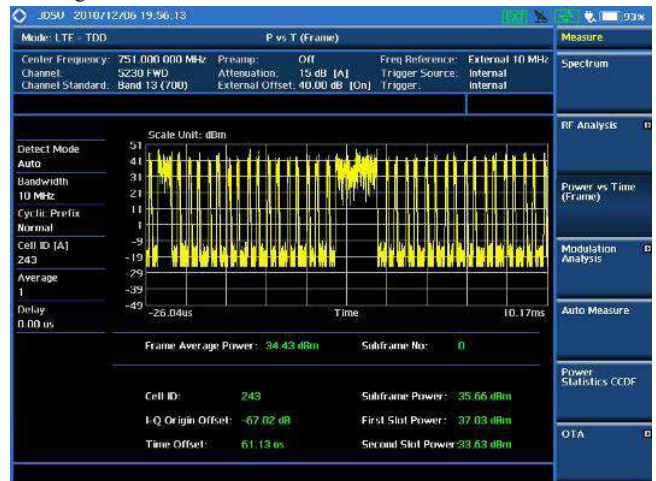 JDSU 2010/12/06 19:56:13 EXT 93%
Mode: LTE - TDD P vs T (Frame) Measure
Center Frequency: 751.000 000 MHz Preamp: Off Freq Reference: External 10 MHz
Channel: 5230 FWD Attenuation: 15 dB [A] Trigger Source: Internal
Channel Standard: Band 13 (700) External Offset: 40.00 dB [On] Trigger: Internal
Spectrum
RF Analysis
Power vs Time
(Frame)
Modulation
Analysis
Auto Measure
Power
Statistics CCDF
OTA
Detect Mode
Auto
Bandwidth
10 MHz
Cyclic Prefix
Normal
Cell ID [A]
243
Average
1
Delay
0.00 us
Scale Unit: dBm
51
41
31
21
11
1
-9
-19
-29
-39
-49
-26.04us Time 10.17ms
Frame Average Power: 34.43 dBm Subframe No: 0
Cell ID: 243 Subframe Power: 35.66 dBm
I-Q Origin Offset: -67.02 dB First Slot Power: 37.03 dBm
Time Offset: 61.13 us Second Slot Power: 33.63 dBm